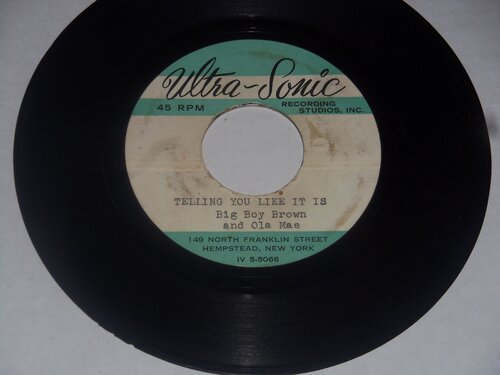 Ultra-Sonic
45 RPM
RECORDING
STUDIOS, INC.
TELLING YOU LIKE IT IS
Big Boy Brown
and Ola Mae
149 NORTH FRANKLIN STREET
HEMPSTEAD, NEW YORK
IV 5-5066